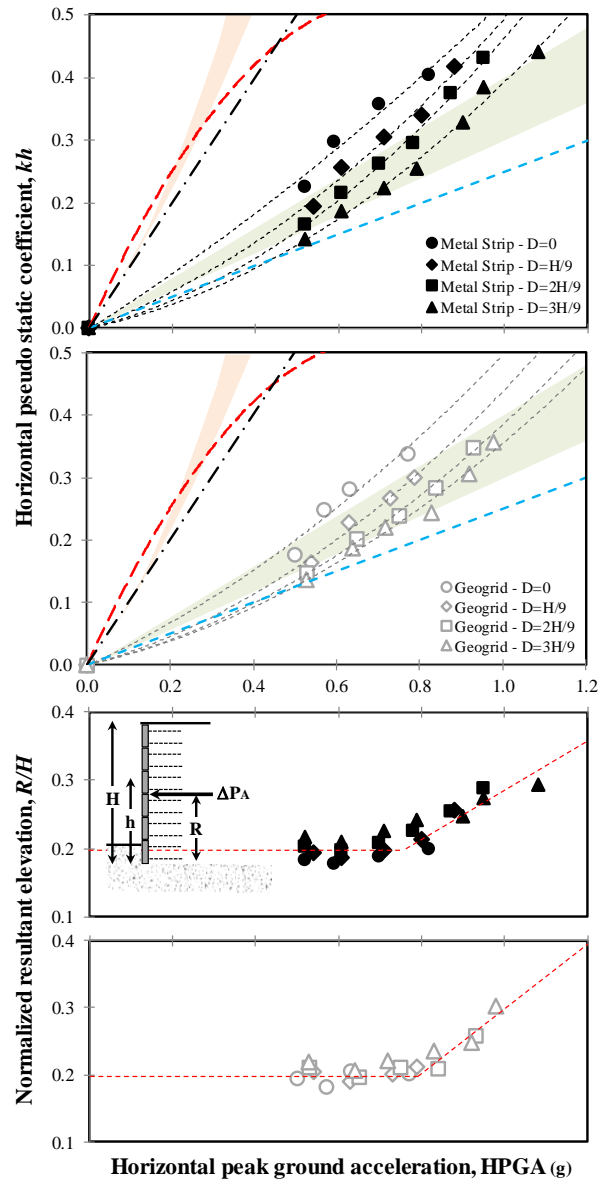 Horizontal pseudo static coefficient, kh
0.5
0.4
0.3
0.2
0.1
0.0
Metal Strip - D=0
Metal Strip - D=H/9
Metal Strip - D=2H/9
Metal Strip - D=3H/9
0.5
0.4
0.3
0.2
0.1
0.0
Geogrid - D=0
Geogrid - D=H/9
Geogrid - D=2H/9
Geogrid - D=3H/9
0.0 0.2 0.4 0.6 0.8 1.0 1.2
Normalized resultant elevation, R/H
0.4
0.3
0.2
0.1
H
h
R
ΔPA
0.4
0.3
0.2
0.1
Horizontal peak ground acceleration, HPGA (g)